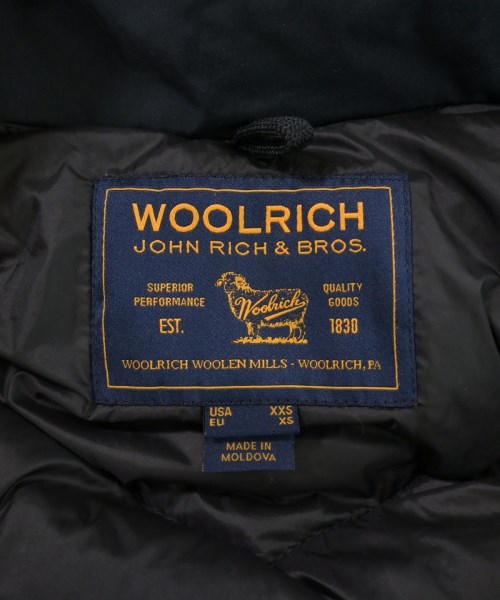 WOOLRICH
JOHN RICH & BROS.
SUPERIOR PERFORMANCE
QUALITY GOODS
Woolrich
EST. 1830
WOOLRICH WOOLEN MILLS - WOOLRICH, PA
USA XXS
EU XS
MADE IN
MOLDOVA